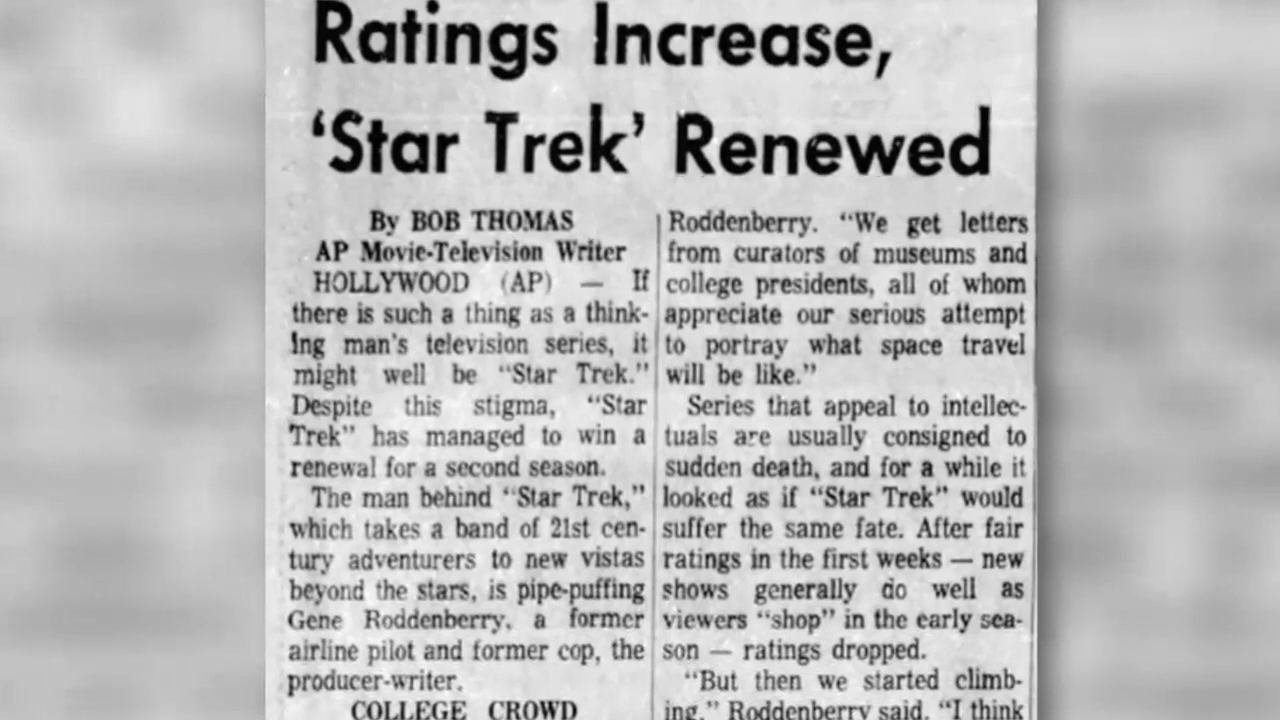 Ratings Increase,
‘Star Trek’ Renewed
By BOB THOMAS
AP Movie-Television Writer
HOLLYWOOD (AP) — If
there is such a thing as a think-
ing man's television series, it
might well be “Star Trek.”
Despite this stigma, “Star
Trek” has managed to win a
renewal for a second season.
The man behind “Star Trek,”
which takes a band of 21st cen-
tury adventurers to new vistas
beyond the stars, is pipe-puffing
Gene Roddenberry, a former
airline pilot and former cop, the
producer-writer.
COLLEGE CROWD
Roddenberry. “We get letters
from curators of museums and
college presidents, all of whom
appreciate our serious attempt
to portray what space travel
will be like.”
Series that appeal to intellec-
tuals are usually consigned to
sudden death, and for a while it
looked as if “Star Trek” would
suffer the same fate. After fair
ratings in the first weeks — new
shows generally do well as
viewers “shop” in the early sea-
son — ratings dropped.
“But then we started climb-
ing,” Roddenberry said. “I think